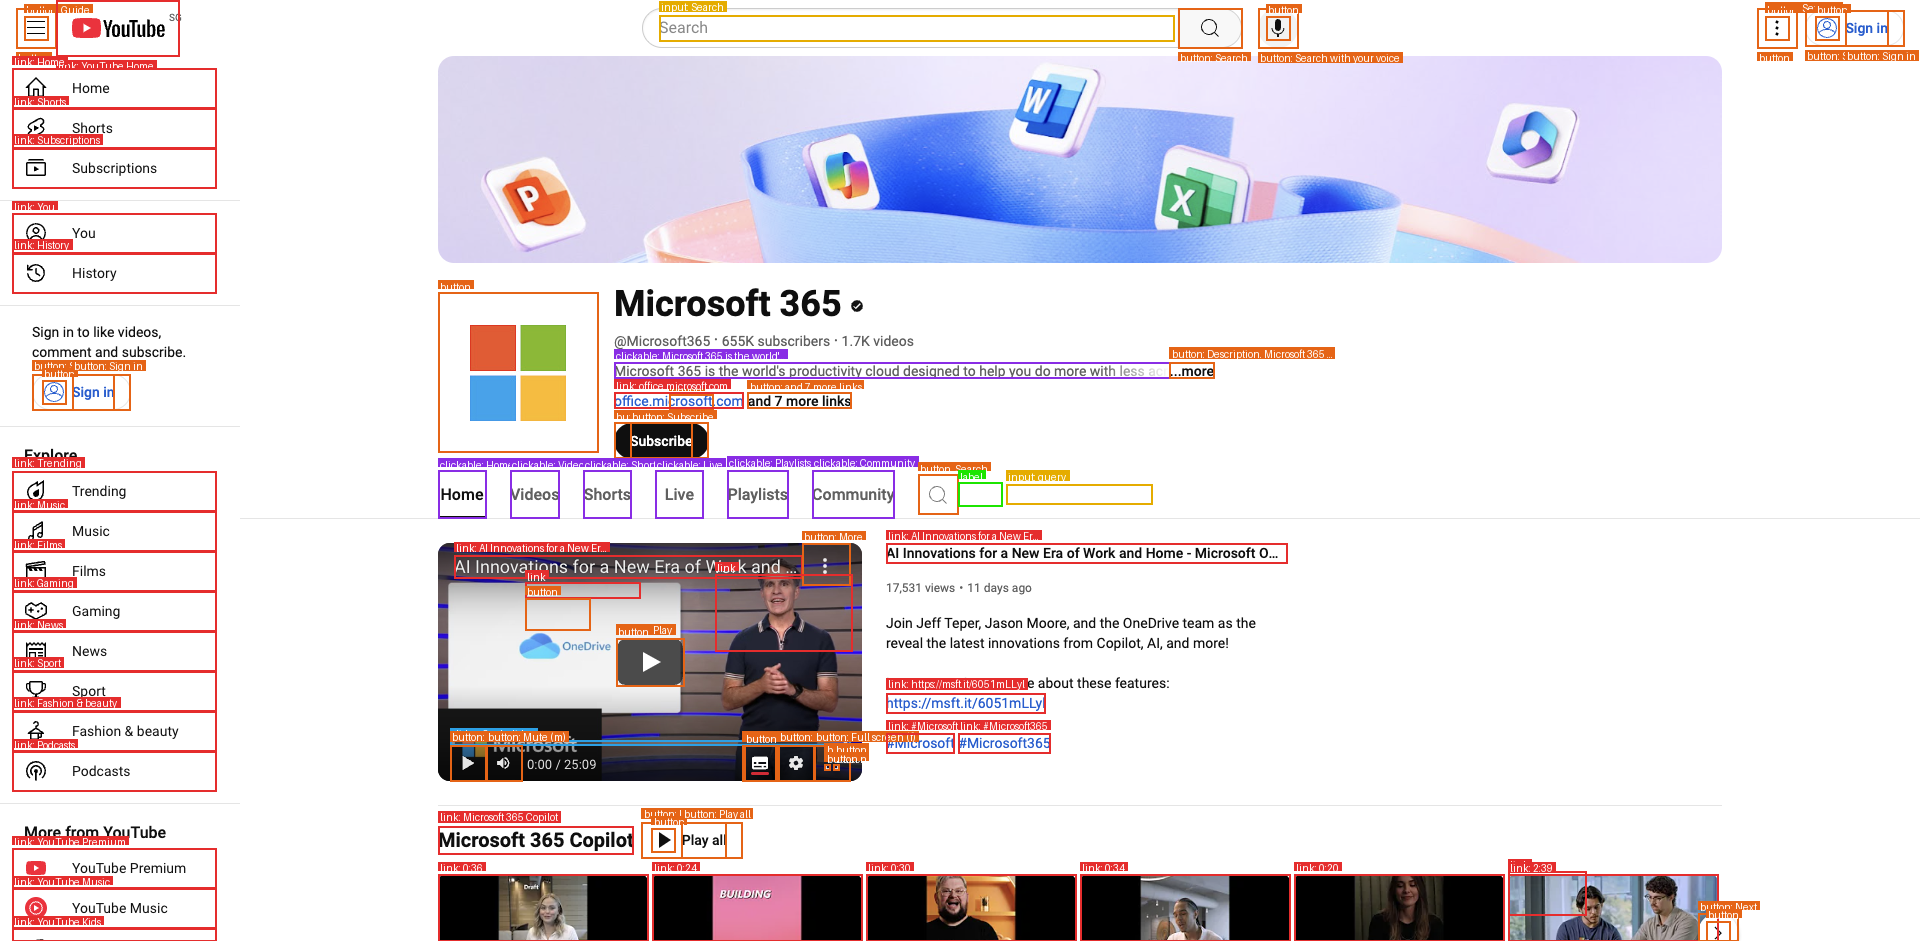 button
Guide
YouTube
SG
input Search
Search
button: Search
button: Search with your voice
button
Sign in
button: Sign in
link: Home
link: YouTube Home
Home
link: Shorts
Shorts
link: Subscriptions
Subscriptions
link: You
You
link: History
History
Sign in to like videos,
comment and subscribe.
button: Sign in
button
Sign in
Explore
link: Trending
Trending
link: Music
Music
link: Films
Films
link: Gaming
Gaming
link: News
News
link: Sport
Sport
link: Fashion & beauty
Fashion & beauty
link: Podcasts
Podcasts
More from YouTube
link: YouTube Premium
YouTube Premium
link: YouTube Music
YouTube Music
link: YouTube Kids
button
Microsoft 365
@Microsoft365 · 655K subscribers · 1.7K videos
clickable: Microsoft 365 is the world'...
button: Description. Microsoft 365 ...
Microsoft 365 is the world's productivity cloud designed to help you do more with less
...more
link: office.microsoft.com
button: and 7 more links
office.microsoft.com
and 7 more links
button: Subscribe
Subscribe
clickable: Playlists
clickable: Community
button: Search
label
input query
Home
Videos
Shorts
Live
Playlists
Community
button: More
link: AI Innovations for a New Er...
AI Innovations for a New Era of Work and ...
link
link
button
OneDrive
button Play
Microsoft
button: Mute (m)
button
button: Full screen (f)
0:00 / 25:09
link: AI Innovations for a New Er...
AI Innovations for a New Era of Work and Home - Microsoft O...
17,531 views • 11 days ago
Join Jeff Teper, Jason Moore, and the OneDrive team as the
reveal the latest innovations from Copilot, AI, and more!
link: https://msft.it/6051mLLyL
about these features:
https://msft.it/6051mLLy
link: #Microsoft
link: #Microsoft365
#Microsoft
#Microsoft365
link: Microsoft 365 Copilot
button: Play all
button
Microsoft 365 Copilot
Play all
link: 0:36
link: 0:24
link: 0:30
link: 0:34
link: 0:20
link: 2:39
Draft
BUILDING
button: Next
button